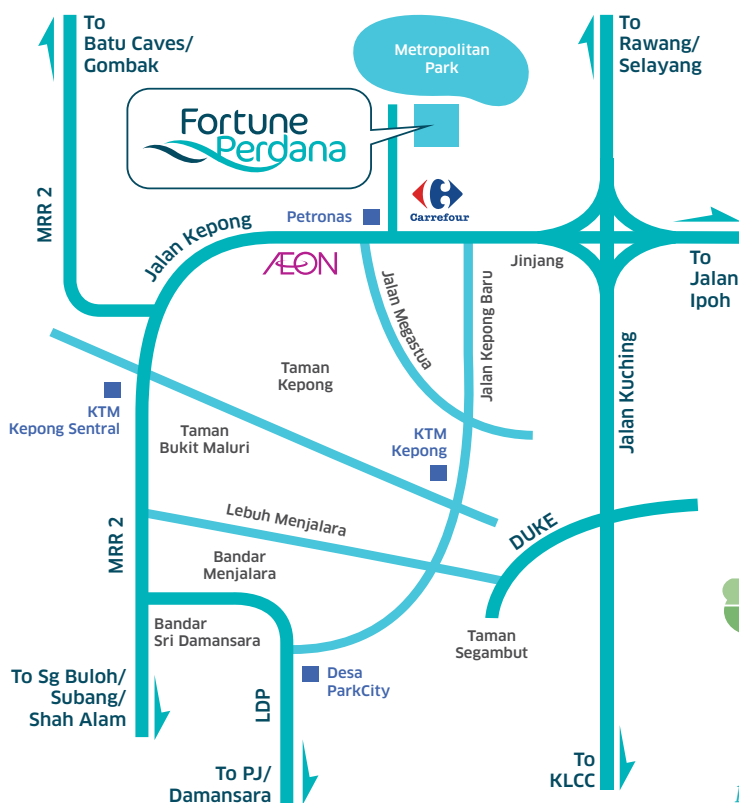 To
Batu Caves/
Gombak
Metropolitan
Park
To
Rawang/
Selayang
Fortune
Perdana
MRR 2
Petronas
Carrefour
Jalan Kepong
ÆON
Jinjang
To
Jalan
Ipoh
Jalan Megastua
Jalan Kepong Baru
Taman
Kepong
Jalan Kuching
KTM
Kepong Sentral
Taman
Bukit Maluri
KTM
Kepong
Lebuh Menjalara
DUKE
MRR 2
Bandar
Menjalara
Bandar
Sri Damansara
Taman
Segambut
To Sg Buloh/
Subang/
Shah Alam
LDP
Desa
ParkCity
To PJ/
Damansara
To
KLCC